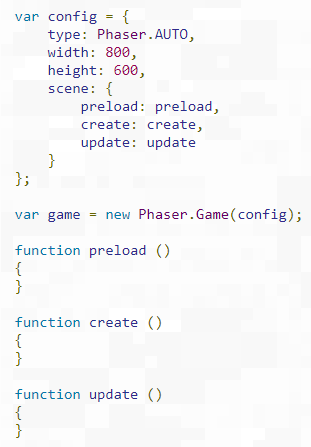 var config = {
    type: Phaser.AUTO,
    width: 800,
    height: 600,
    scene: {
        preload: preload,
        create: create,
        update: update
    }
};

var game = new Phaser.Game(config);

function preload ()
{
}

function create ()
{
}

function update ()
{
}